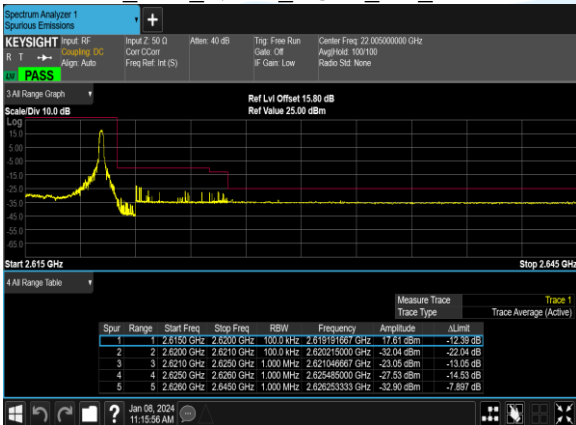 Spectrum Analyzer 1
Spurious Emissions
+
KEYSIGHT Input: RF Input Z: 50 Ω Atten: 40 dB Trig: Free Run Center Freq: 22.005000000 GHz
R T Coupling: DC Corr CCorr Gate: Off Avg|Hold: 100/100
Align: Auto Freq Ref: Int (S) IF Gain: Low Radio Std: None
LV PASS
3 All Range Graph
Ref Lvl Offset 15.80 dB
Scale/Div 10.0 dB Ref Value 25.00 dBm
Log
15.0
5.00
-5.00
-15.0
-25.0
-35.0
-45.0
-55.0
-65.0
Start 2.615 GHz Stop 2.645 GHz
4 All Range Table
Measure Trace Trace 1
Trace Type Trace Average (Active)
Spur Range Start Freq Stop Freq RBW Frequency Amplitude ΔLimit
1 1 2.6150 GHz 2.6200 GHz 100.0 kHz 2.619191667 GHz 17.61 dBm -12.39 dB
2 2 2.6200 GHz 2.6210 GHz 100.0 kHz 2.620215000 GHz -32.04 dBm -22.04 dB
3 3 2.6210 GHz 2.6250 GHz 1.000 MHz 2.621046667 GHz -23.05 dBm -13.05 dB
4 4 2.6250 GHz 2.6260 GHz 1.000 MHz 2.625485000 GHz -27.53 dBm -14.53 dB
5 5 2.6260 GHz 2.6450 GHz 1.000 MHz 2.626253333 GHz -32.90 dBm -7.897 dB
? Jan 08, 2024
11:15:56 AM